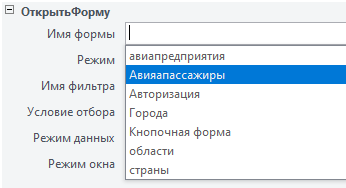 ОткрытьФорму
Имя формы
Режим
Имя фильтра
Условие отбора
Режим данных
Режим окна
авиапредприятия
Авияапассажиры
Авторизация
Города
Кнопочная форма
области
страны